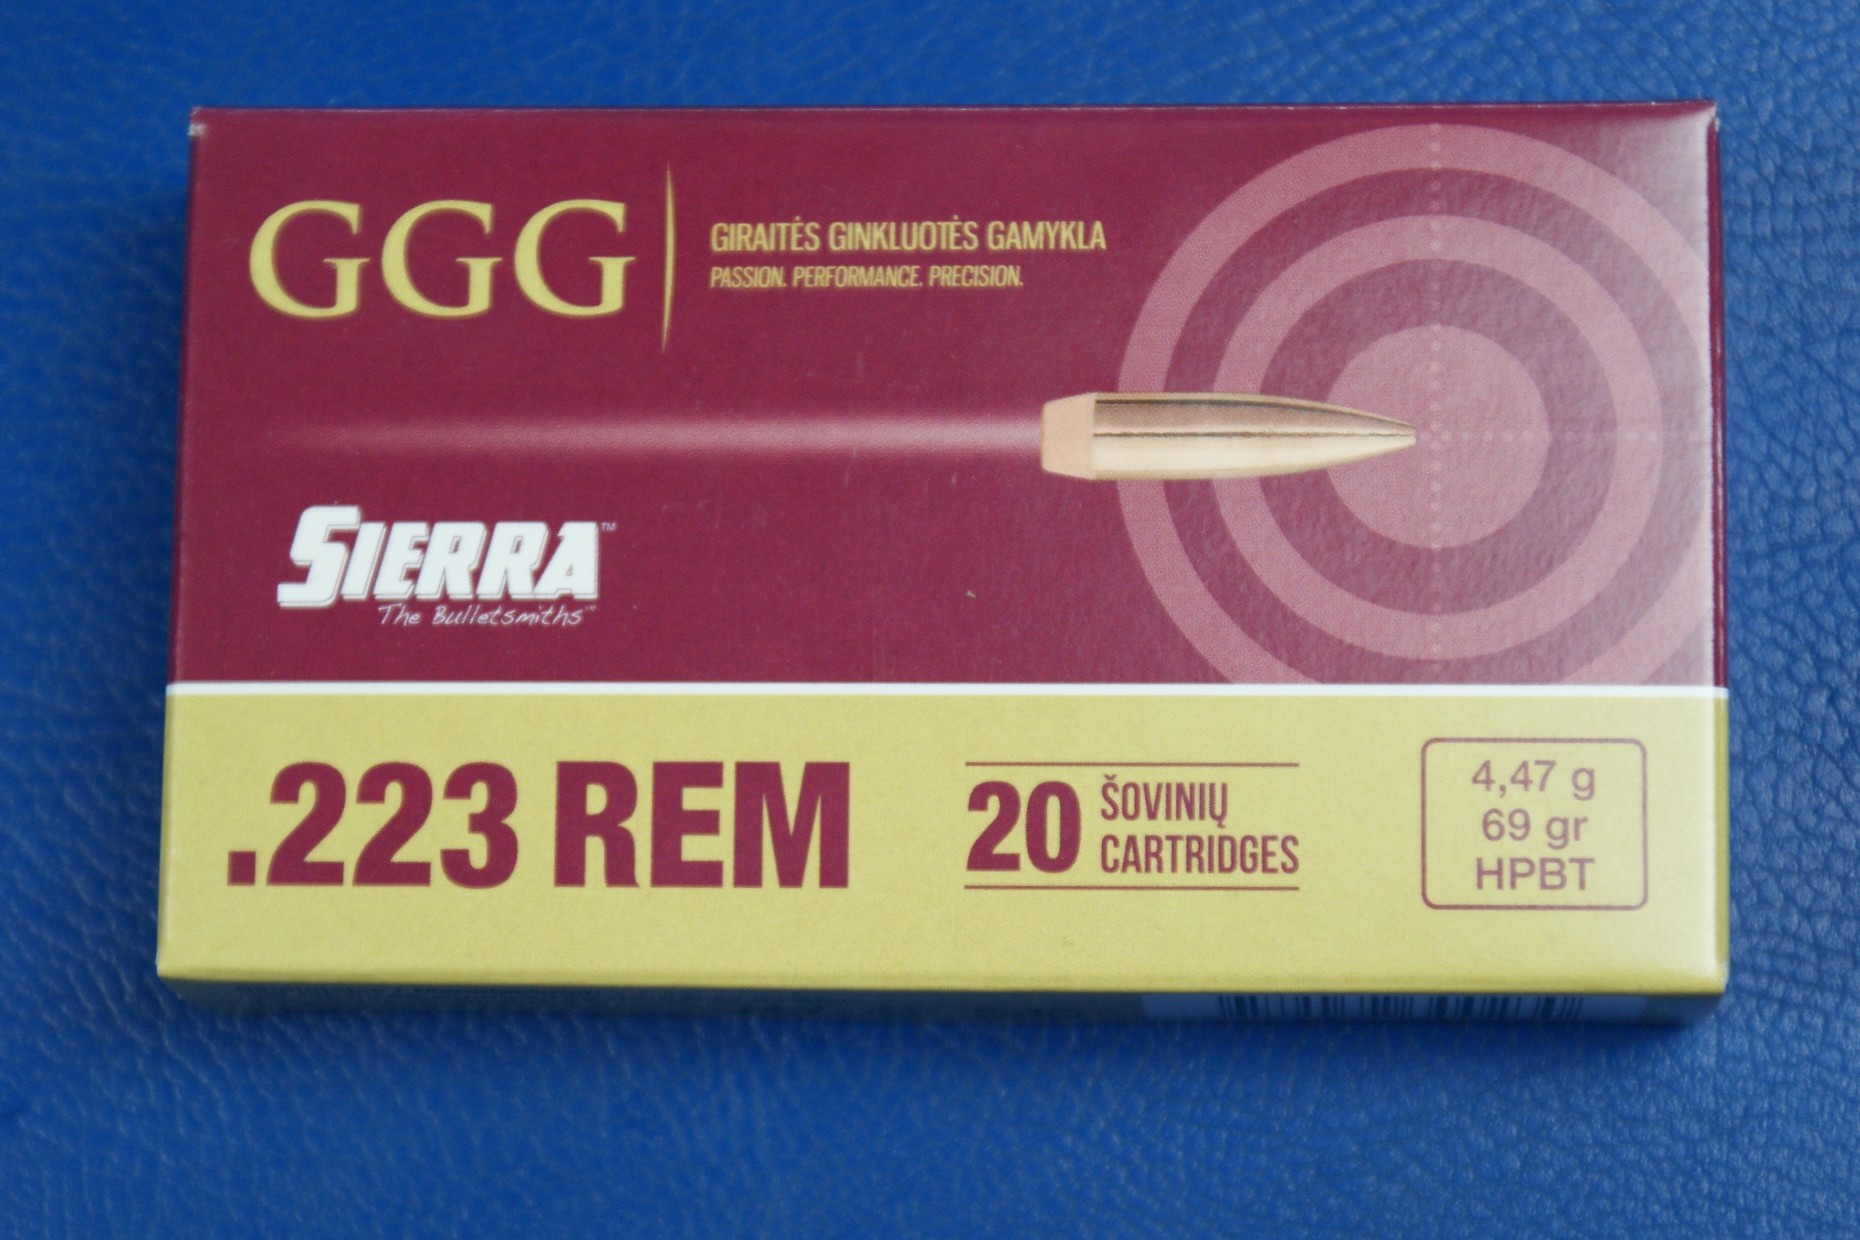 GGG
GIRAITĖS GINKLUOTĖS GAMYKLA
PASSION. PERFORMANCE. PRECISION.
SIERRA™
The Bulletsmiths™
.223 REM
20 ŠOVINIŲ
CARTRIDGES
4,47 g
69 gr
HPBT